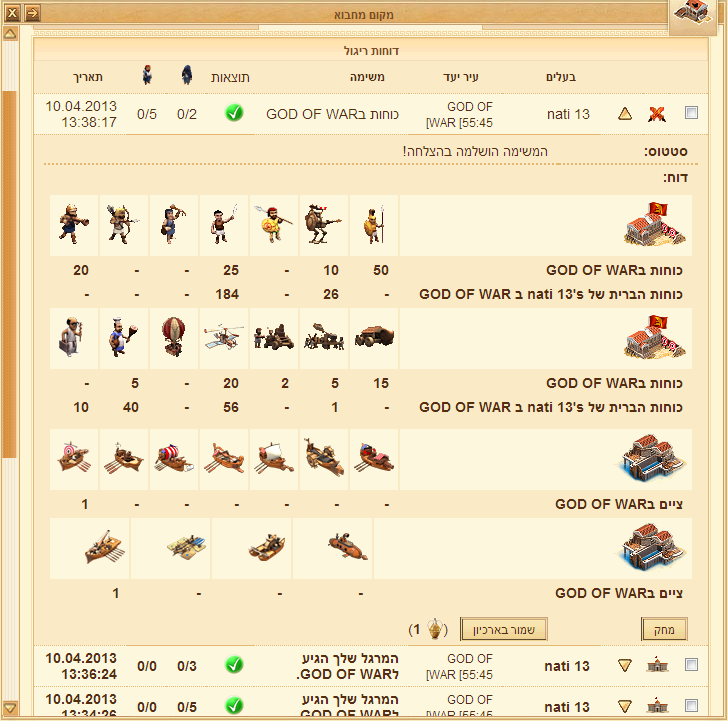 מקום מחבוא
דוחות ריגול
בעלים עיר יעד משימה תוצאות תאריך
nati 13 GOD OF כוחות בGOD OF WAR 0/2 0/5 10.04.2013
[WAR [55:45 13:38:17
סטטוס: המשימה הושלמה בהצלחה!
דוח:
כוחות בGOD OF WAR 50 10 - 25 - - 20
כוחות הברית של nati 13's ב GOD OF WAR - 26 - 184 - - -
כוחות בGOD OF WAR 15 5 2 20 - 5 -
כוחות הברית של nati 13's ב GOD OF WAR - 1 - 56 - 40 10
ציים בGOD OF WAR - - - - - - 1
ציים בGOD OF WAR - - - 1
מחק שמור בארכיון (1)
nati 13 GOD OF המרגל שלך הגיע 0/3 0/0 10.04.2013
[WAR [55:45 לGOD OF WAR. 13:36:24
nati 13 GOD OF המרגל שלך הגיע 0/5 0/0 10.04.2013
[WAR [55:45 לGOD OF WAR. 13:34:26